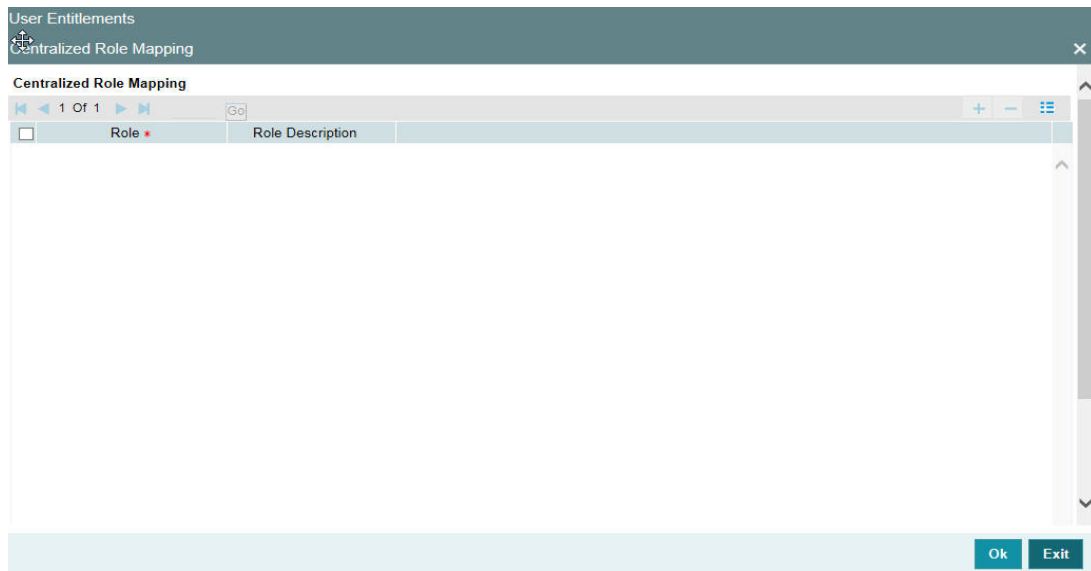 User Entitlements
Centralized Role Mapping
Centralized Role Mapping
1 Of 1 Go
Role * Role Description
Ok Exit